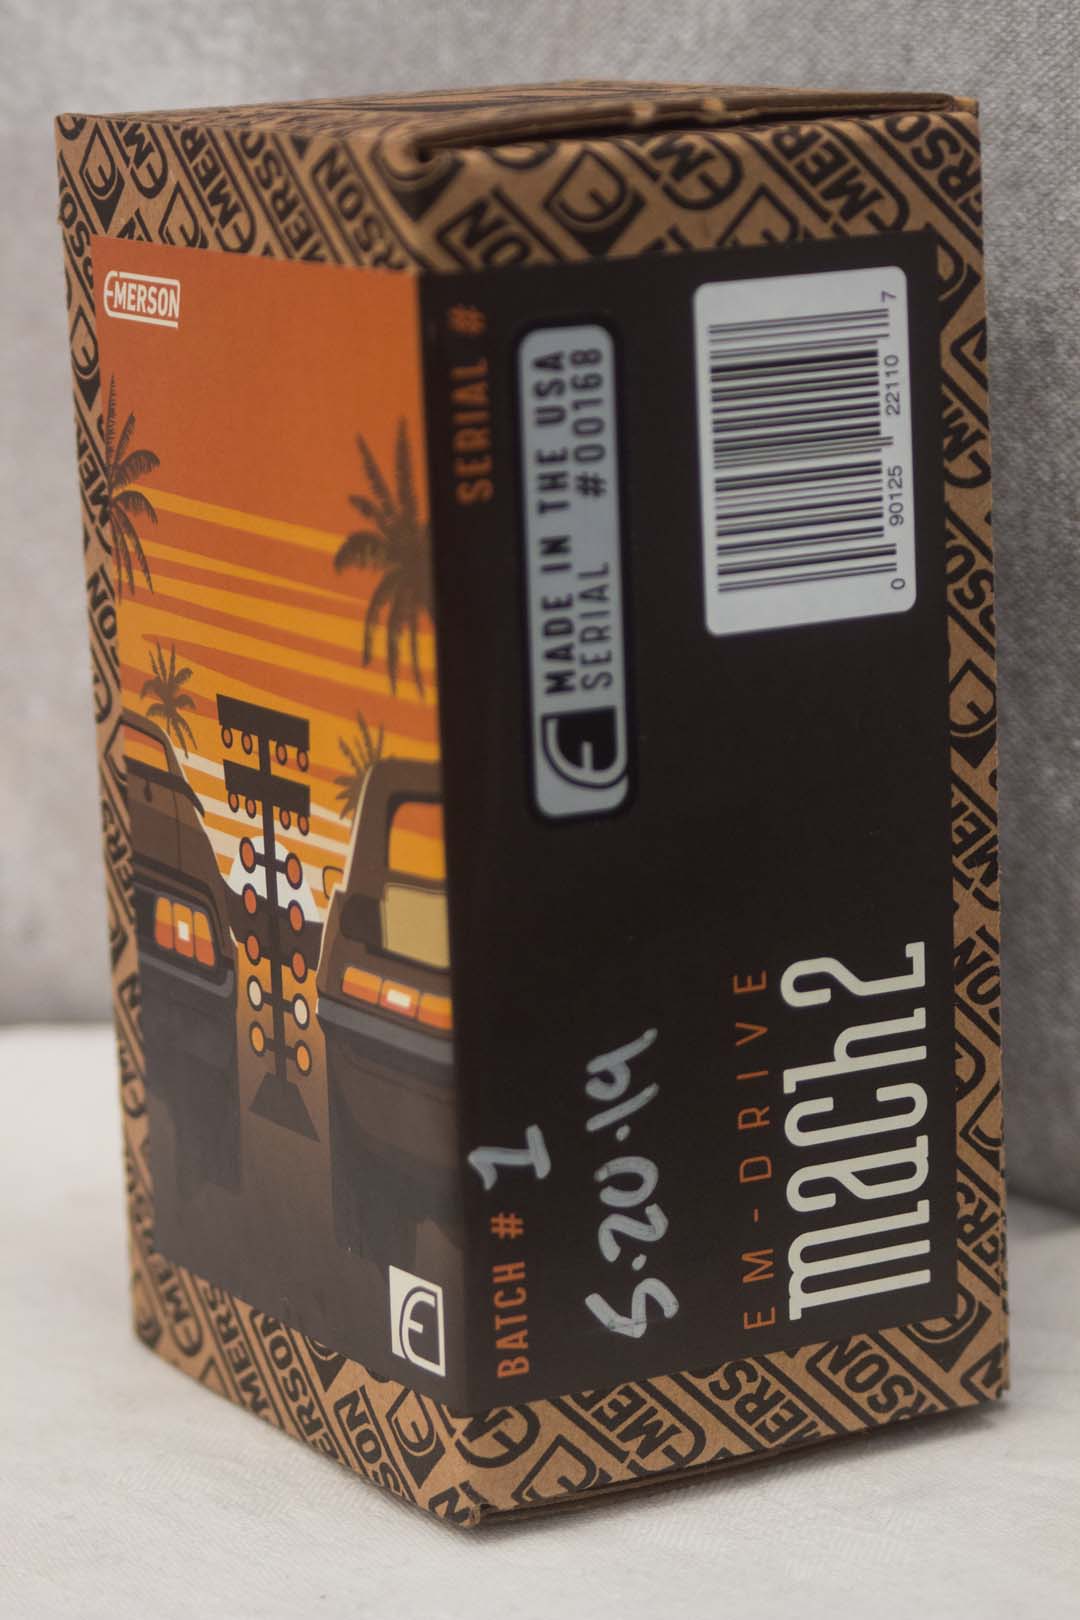 EMERSON
SERIAL #
MADE IN THE USA
SERIAL #00168
0 90125 22110 7
BATCH # 1
5.20.19
EM-DRIVE
mach2